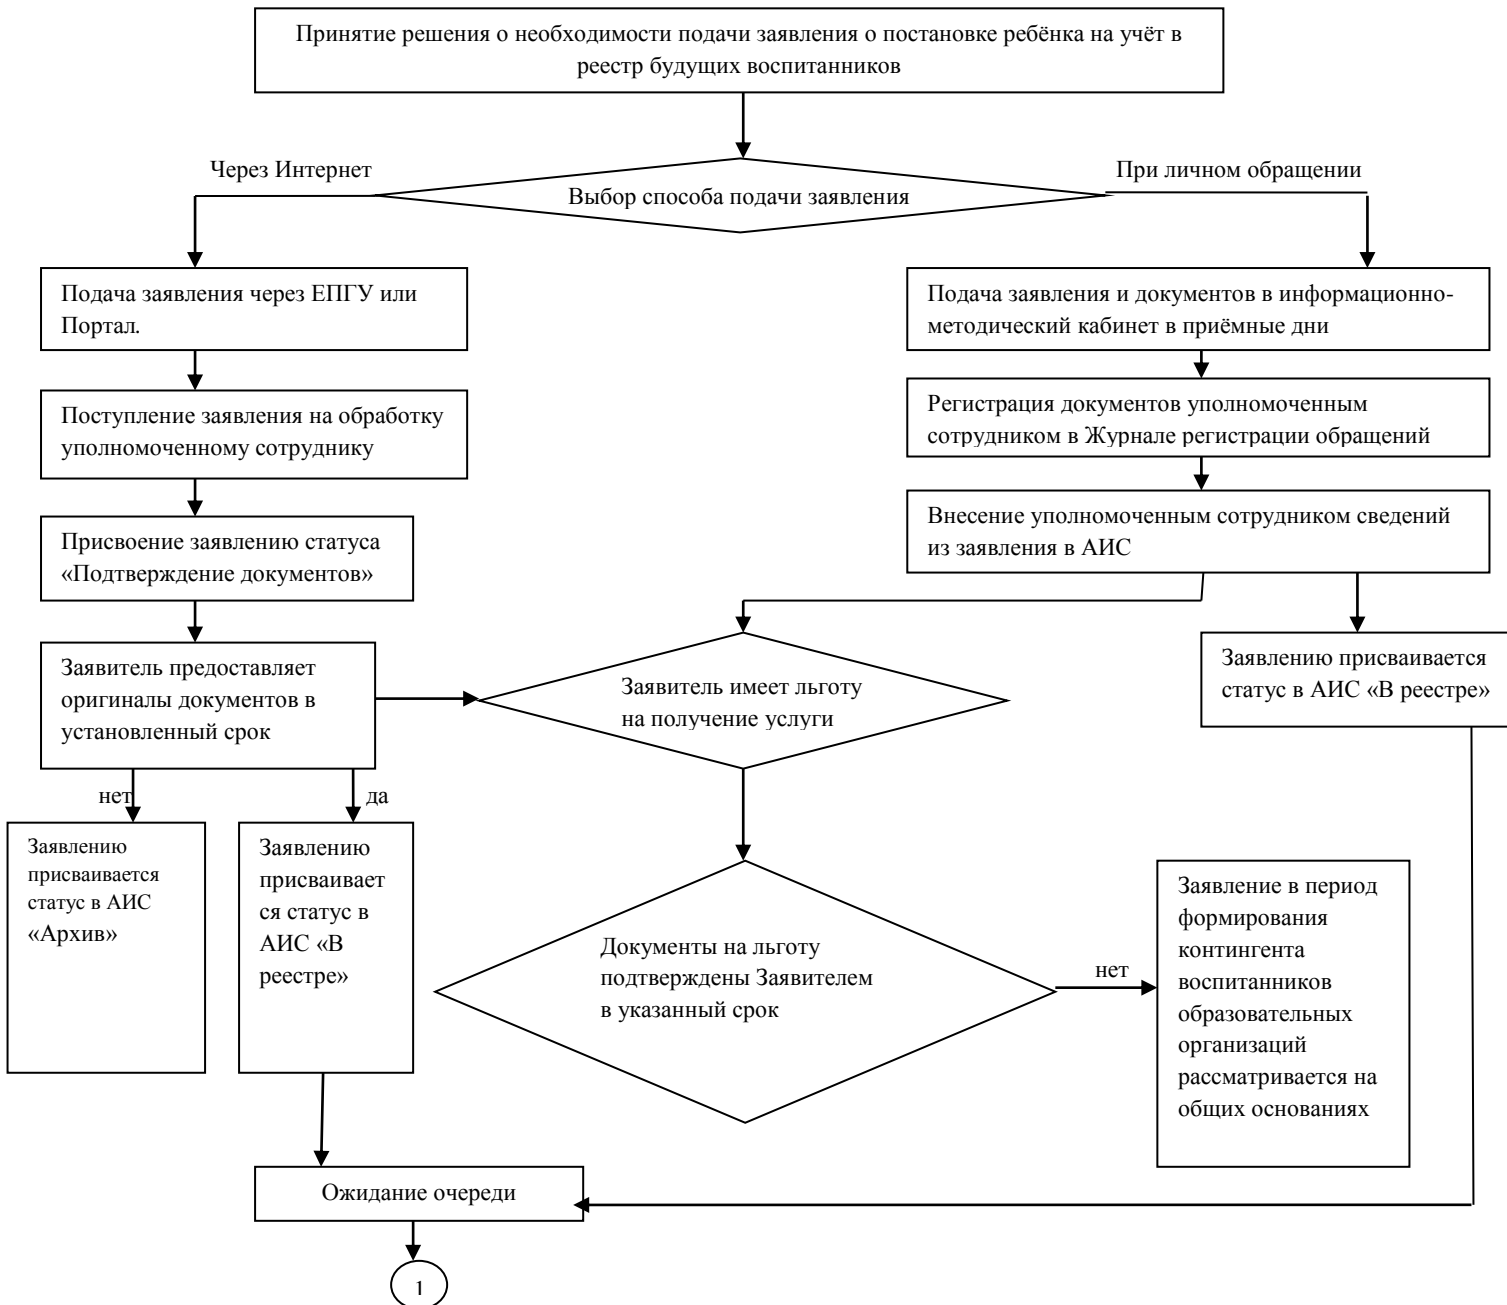 Принятие решения о необходимости подачи заявления о постановке ребёнка на учёт в
реестр будущих воспитанников
Через Интернет
При личном обращении
Выбор способа подачи заявления
Подача заявления через ЕПГУ или
Портал.
Подача заявления и документов в информационно-
методический кабинет в приёмные дни
Поступление заявления на обработку
уполномоченному сотруднику
Регистрация документов уполномоченным
сотрудником в Журнале регистрации обращений
Присвоение заявлению статуса
«Подтверждение документов»
Внесение уполномоченным сотрудником сведений
из заявления в АИС
Заявитель предоставляет
оригиналы документов в
установленный срок
Заявитель имеет льготу
на получение услуги
Заявлению присваивается
статус в АИС «В реестре»
нет
да
Заявлению
присваивается
статус в АИС
«Архив»
Заявлению
присваивает
ся статус в
АИС «В
реестре»
Документы на льготу
подтверждены Заявителем
в указанный срок
нет
Заявление в период
формирования
контингента
воспитанников
образовательных
организаций
рассматривается на
общих основаниях
Ожидание очереди
1